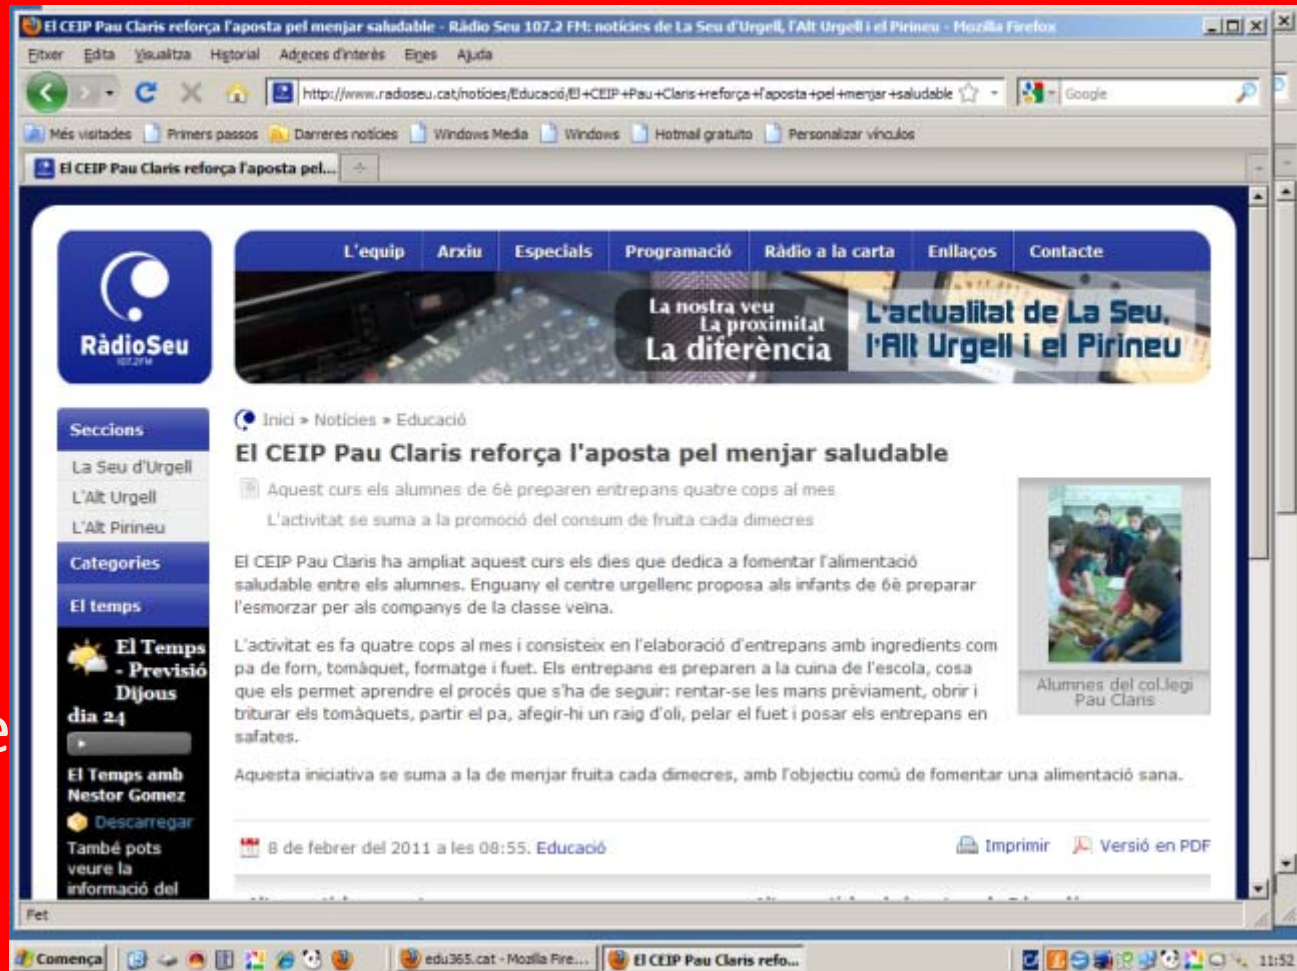 El CEIP Pau Claris reforça l'aposta pel menjar saludable - Ràdio Seu 107.2 FM: notícies de La Seu d'Urgell, l'Alt Urgell i el Pirineu - Mozilla Firefox
Fitxer Edita Visualitza Historial Adreces d'interès Eines Ajuda
http://www.radioseu.cat/noticies/Educació/El+CEIP+Pau+Claris+reforça+l'aposta+pel+menjar+saludable
Google
Més visitades Primers passos Darreres notícies Windows Media Windows Hotmail gratuito Personalizar vínculos
El CEIP Pau Claris reforça l'aposta pel...
L'equip Arxiu Especials Programació Ràdio a la carta Enllaços Contacte
RàdioSeu
107.2FM
La nostra veu
La proximitat
La diferència
L'actualitat de La Seu,
l'Alt Urgell i el Pirineu
Seccions
La Seu d'Urgell
L'Alt Urgell
L'Alt Pirineu
Categories
El temps
El Temps
- Previsió
Dijous
dia 24
El Temps amb
Nestor Gomez
Descarregar
També pots
veure la
informació del
Inici » Notícies » Educació
El CEIP Pau Claris reforça l'aposta pel menjar saludable
Aquest curs els alumnes de 6è preparen entrepans quatre cops al mes
L'activitat se suma a la promoció del consum de fruita cada dimecres
El CEIP Pau Claris ha ampliat aquest curs els dies que dedica a fomentar l'alimentació
saludable entre els alumnes. Enguany el centre urgellenc proposa als infants de 6è preparar
l'esmorzar per als companys de la classe veïna.
L'activitat es fa quatre cops al mes i consisteix en l'elaboració d'entrepans amb ingredients com
pa de forn, tomàquet, formatge i fuet. Els entrepans es preparen a la cuina de l'escola, cosa
que els permet aprendre el procés que s'ha de seguir: rentar-se les mans prèviament, obrir i
triturar els tomàquets, partir el pa, afegir-hi un raig d'oli, pelar el fuet i posar els entrepans en
safates.
Aquesta iniciativa se suma a la de menjar fruita cada dimecres, amb l'objectiu comú de fomentar una alimentació sana.
Alumnes del col.legi
Pau Claris
8 de febrer del 2011 a les 08:55. Educació
Imprimir Versió en PDF
e
Fet
Comença
edu365.cat - Mozilla Fire...
El CEIP Pau Claris refo...
11:52